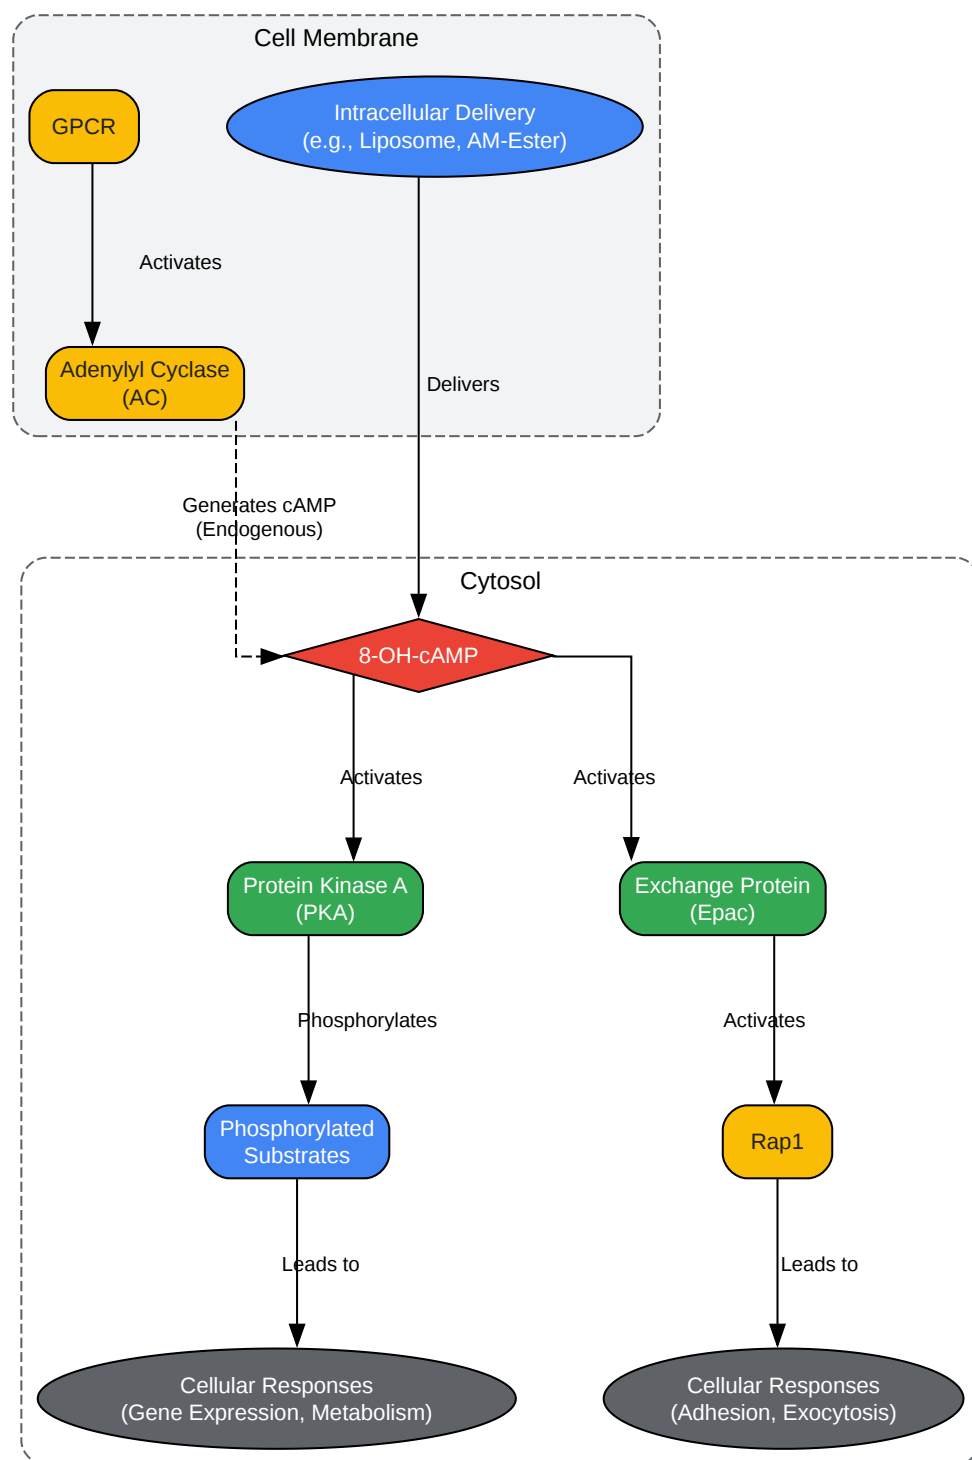 Cell Membrane
GPCR
Intracellular Delivery
(e.g., Liposome, AM-Ester)
Activates
Adenylyl Cyclase
(AC)
Delivers
Generates cAMP
(Endogenous)
Cytosol
8-OH-cAMP
Activates
Activates
Protein Kinase A
(PKA)
Exchange Protein
(Epac)
Phosphorylates
Activates
Phosphorylated
Substrates
Rap1
Leads to
Leads to
Cellular Responses
(Gene Expression, Metabolism)
Cellular Responses
(Adhesion, Exocytosis)